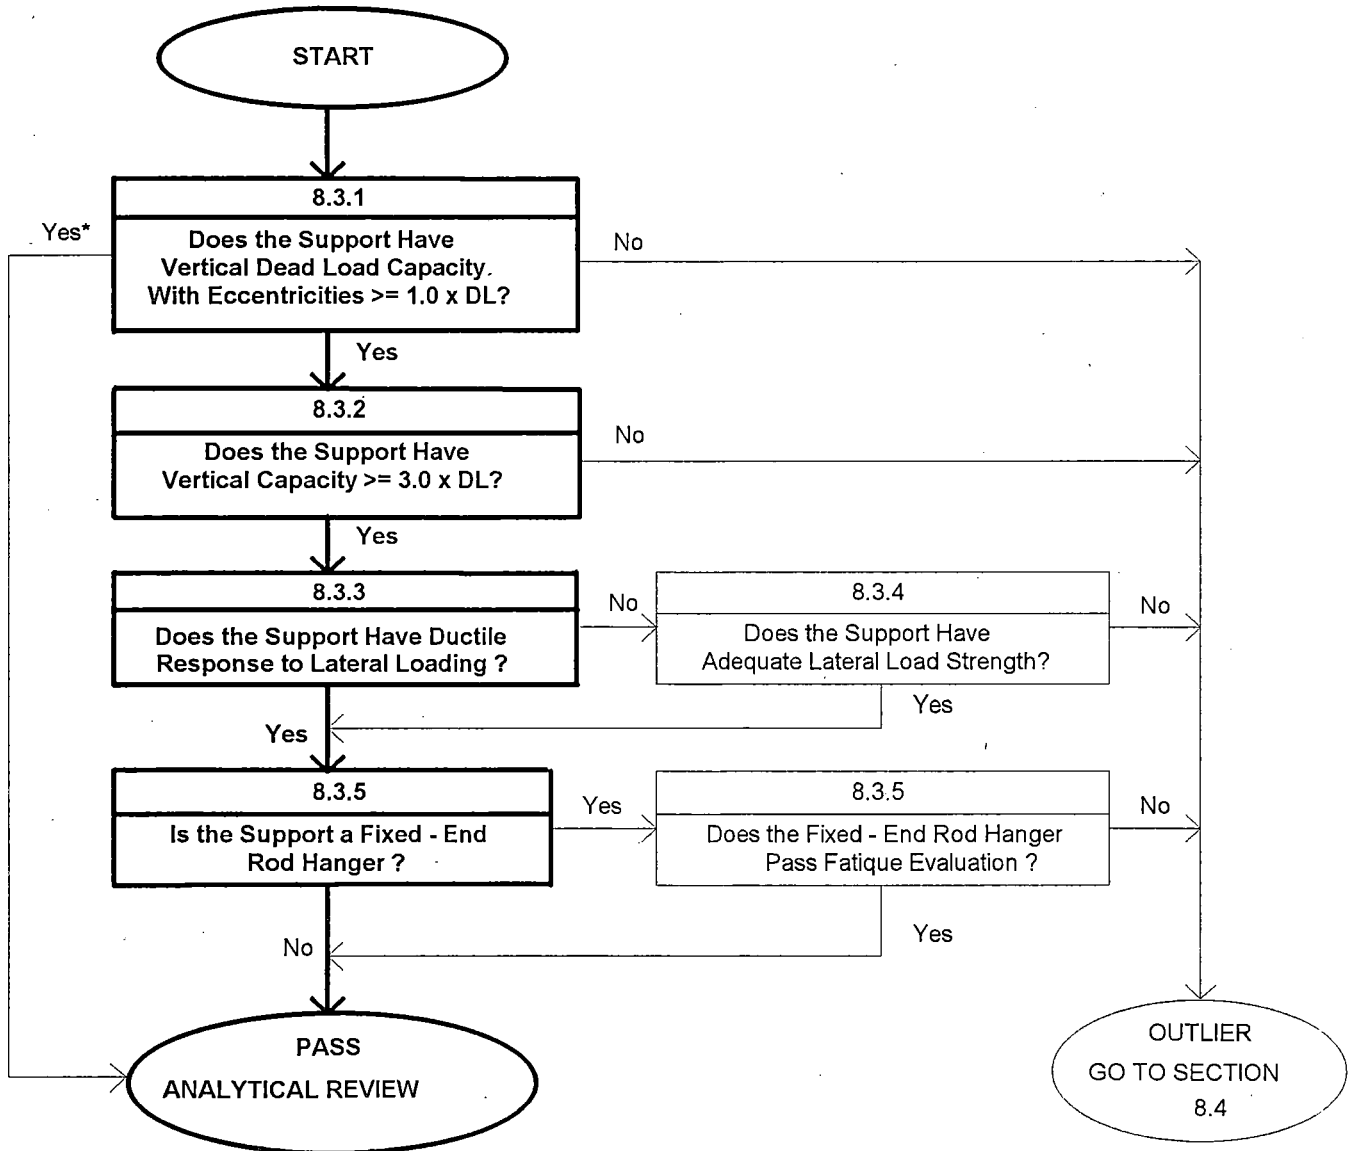 START
8.3.1
Yes*
Does the Support Have
Vertical Dead Load Capacity.
With Eccentricities >= 1.0 x DL?
No
Yes
8.3.2
Does the Support Have
Vertical Capacity >= 3.0 x DL?
No
Yes
8.3.3
Does the Support Have Ductile
Response to Lateral Loading ?
No
8.3.4
Does the Support Have
Adequate Lateral Load Strength?
No
Yes
Yes
8.3.5
Is the Support a Fixed - End
Rod Hanger ?
Yes
8.3.5
Does the Fixed - End Rod Hanger
Pass Fatique Evaluation ?
No
Yes
No
PASS
ANALYTICAL REVIEW
OUTLIER
GO TO SECTION
8.4